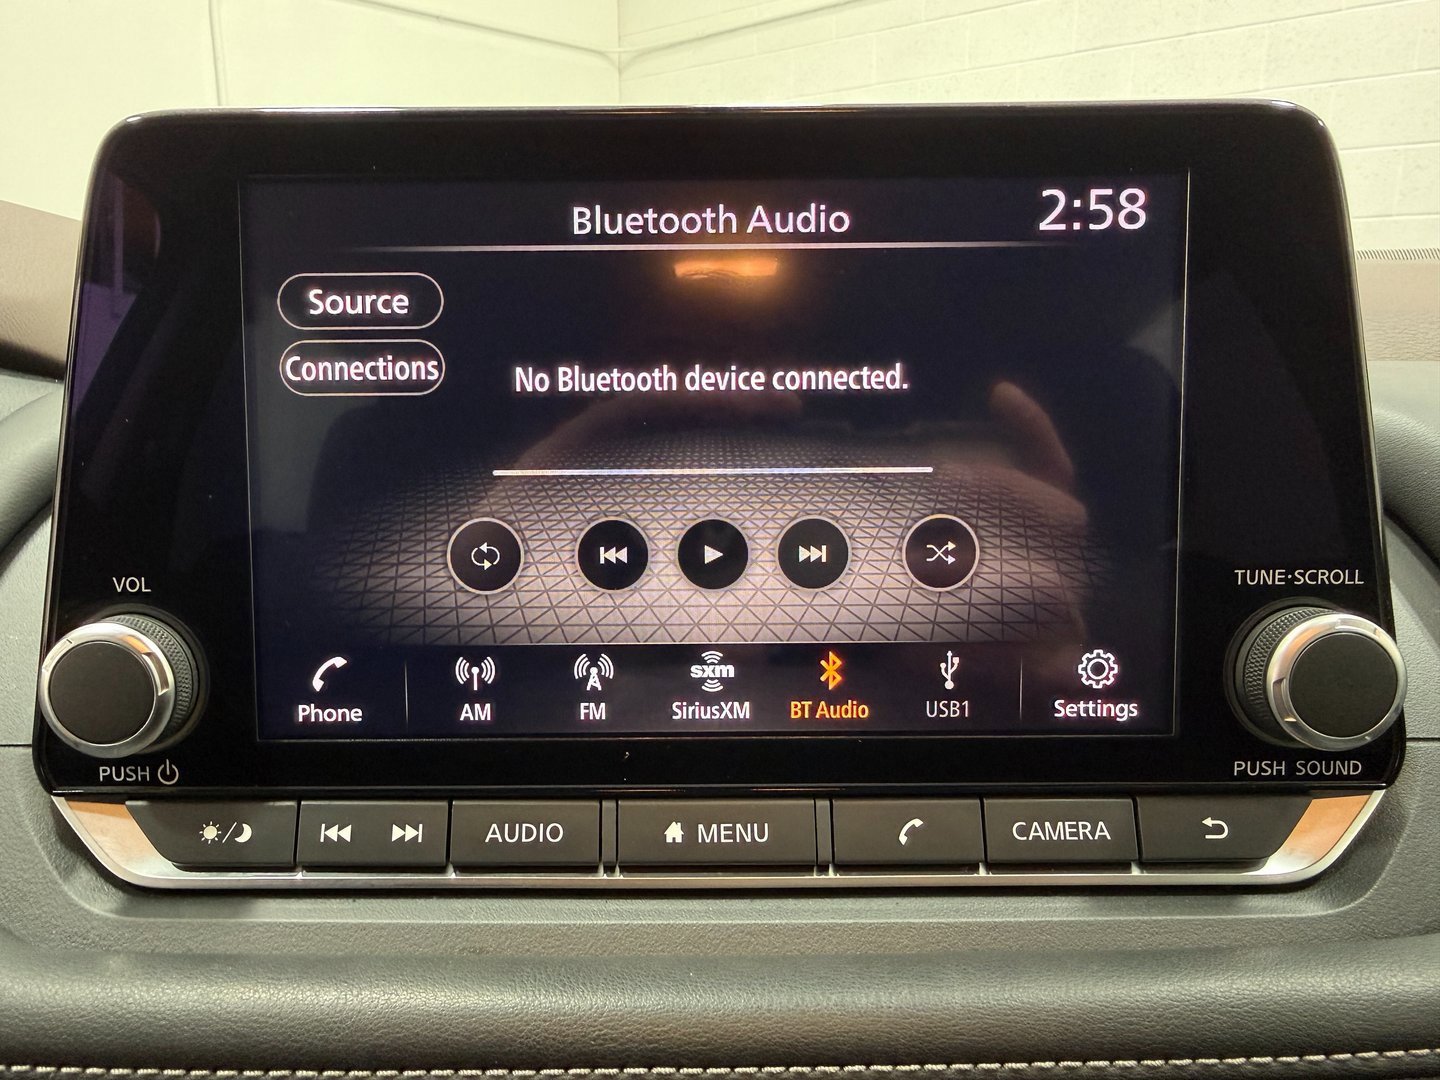 Bluetooth Audio
2:58
Source
Connections
No Bluetooth device connected.
VOL
TUNE·SCROLL
sxm
Phone
AM
FM
SiriusXM
BT Audio
USB1
Settings
PUSH
PUSH SOUND
AUDIO
MENU
CAMERA